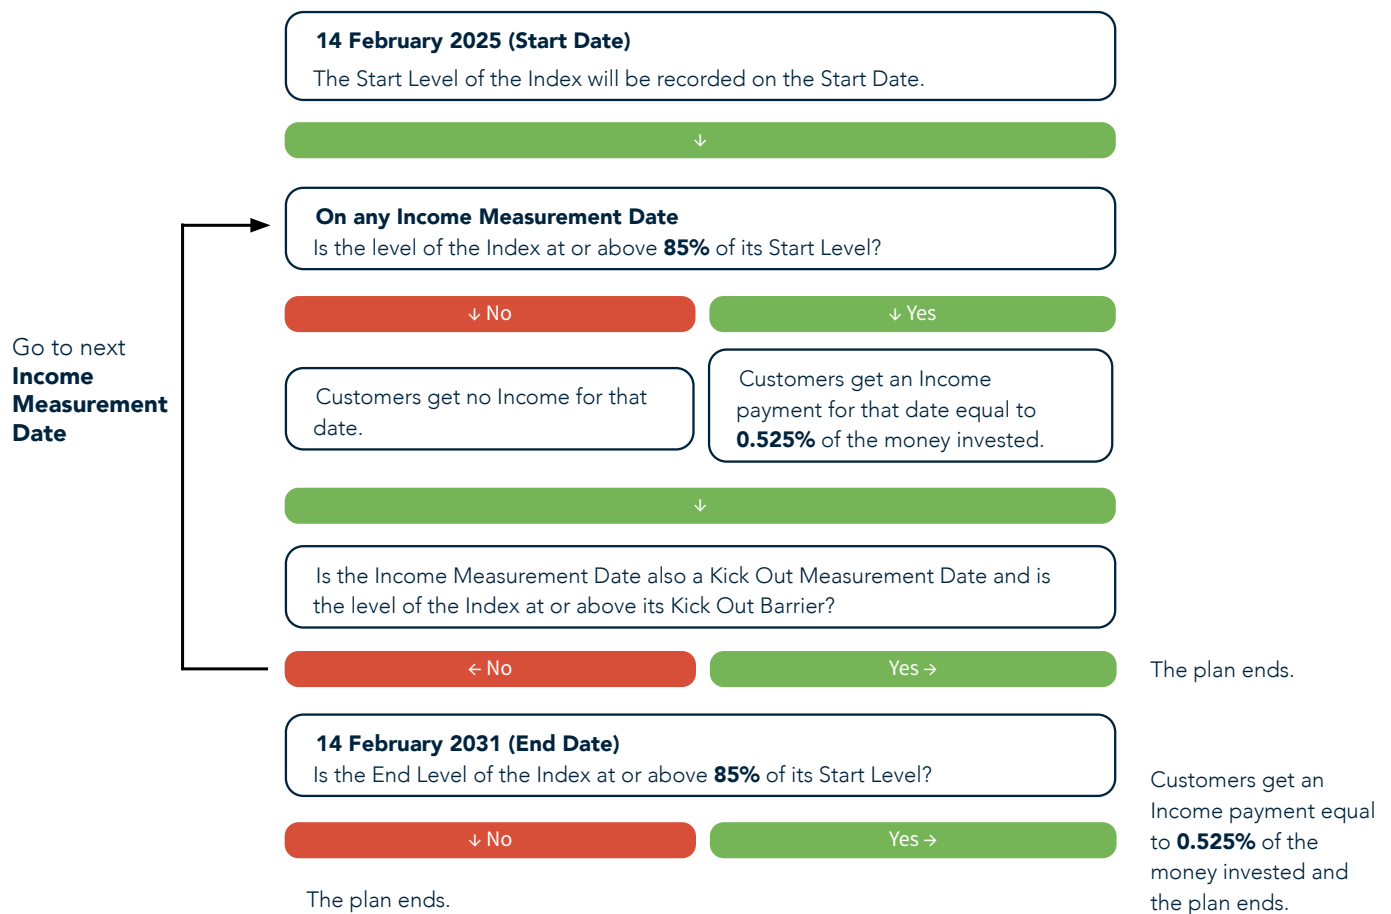 14 February 2025 (Start Date)
The Start Level of the Index will be recorded on the Start Date.
↓
On any Income Measurement Date
Is the level of the Index at or above 85% of its Start Level?
↓ No
↓ Yes
Go to next
Income
Measurement
Date
Customers get no Income for that
date.
Customers get an Income
payment for that date equal to
0.525% of the money invested.
↓
Is the Income Measurement Date also a Kick Out Measurement Date and is
the level of the Index at or above its Kick Out Barrier?
← No
Yes →
The plan ends.
14 February 2031 (End Date)
Is the End Level of the Index at or above 85% of its Start Level?
↓ No
Yes →
Customers get an
Income payment equal
to 0.525% of the
money invested and
the plan ends.
The plan ends.